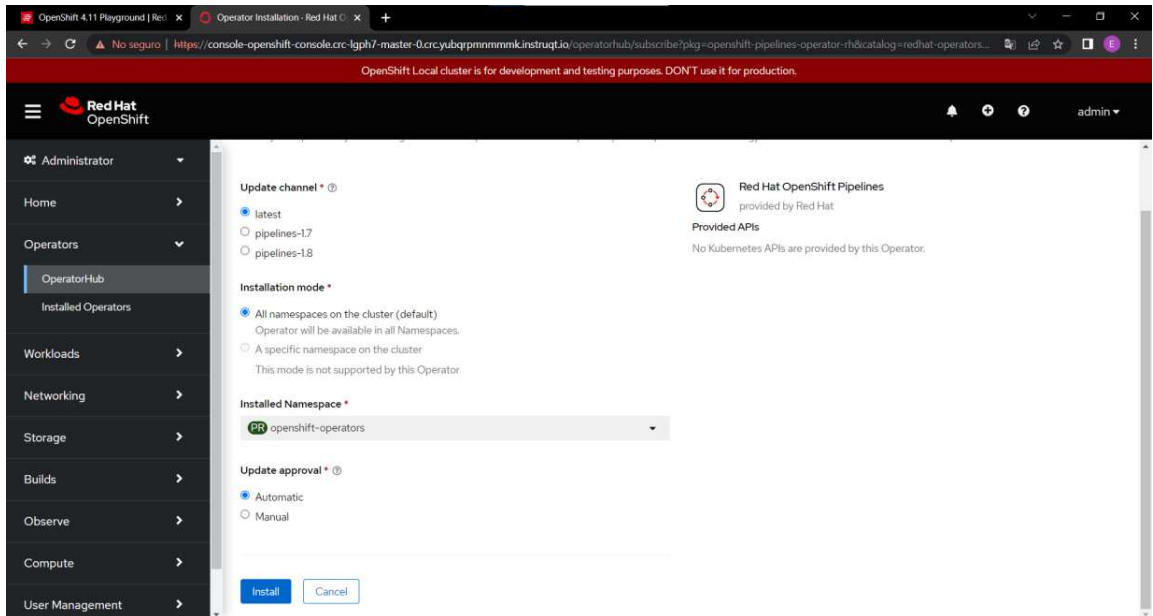 OpenShift 4.11 Playground | Red
Operator Installation · Red Hat O
No seguro | https://console-openshift-console.crc-lgph7-master-0.crc.yubqrpmnmmmk.instruqt.io/operatorhub/subscribe?pkg=openshift-pipelines-operator-rh&catalog=redhat-operators...
E
OpenShift Local cluster is for development and testing purposes. DON'T use it for production.
Red Hat
OpenShift
admin
Administrator
Home
Operators
OperatorHub
Installed Operators
Workloads
Networking
Storage
Builds
Observe
Compute
User Management
Update channel *
latest
pipelines-1.7
pipelines-1.8
Installation mode *
All namespaces on the cluster (default)
Operator will be available in all Namespaces.
A specific namespace on the cluster
This mode is not supported by this Operator
Installed Namespace *
PR openshift-operators
Update approval *
Automatic
Manual
Install
Cancel
Red Hat OpenShift Pipelines
provided by Red Hat
Provided APIs
No Kubernetes APIs are provided by this Operator.